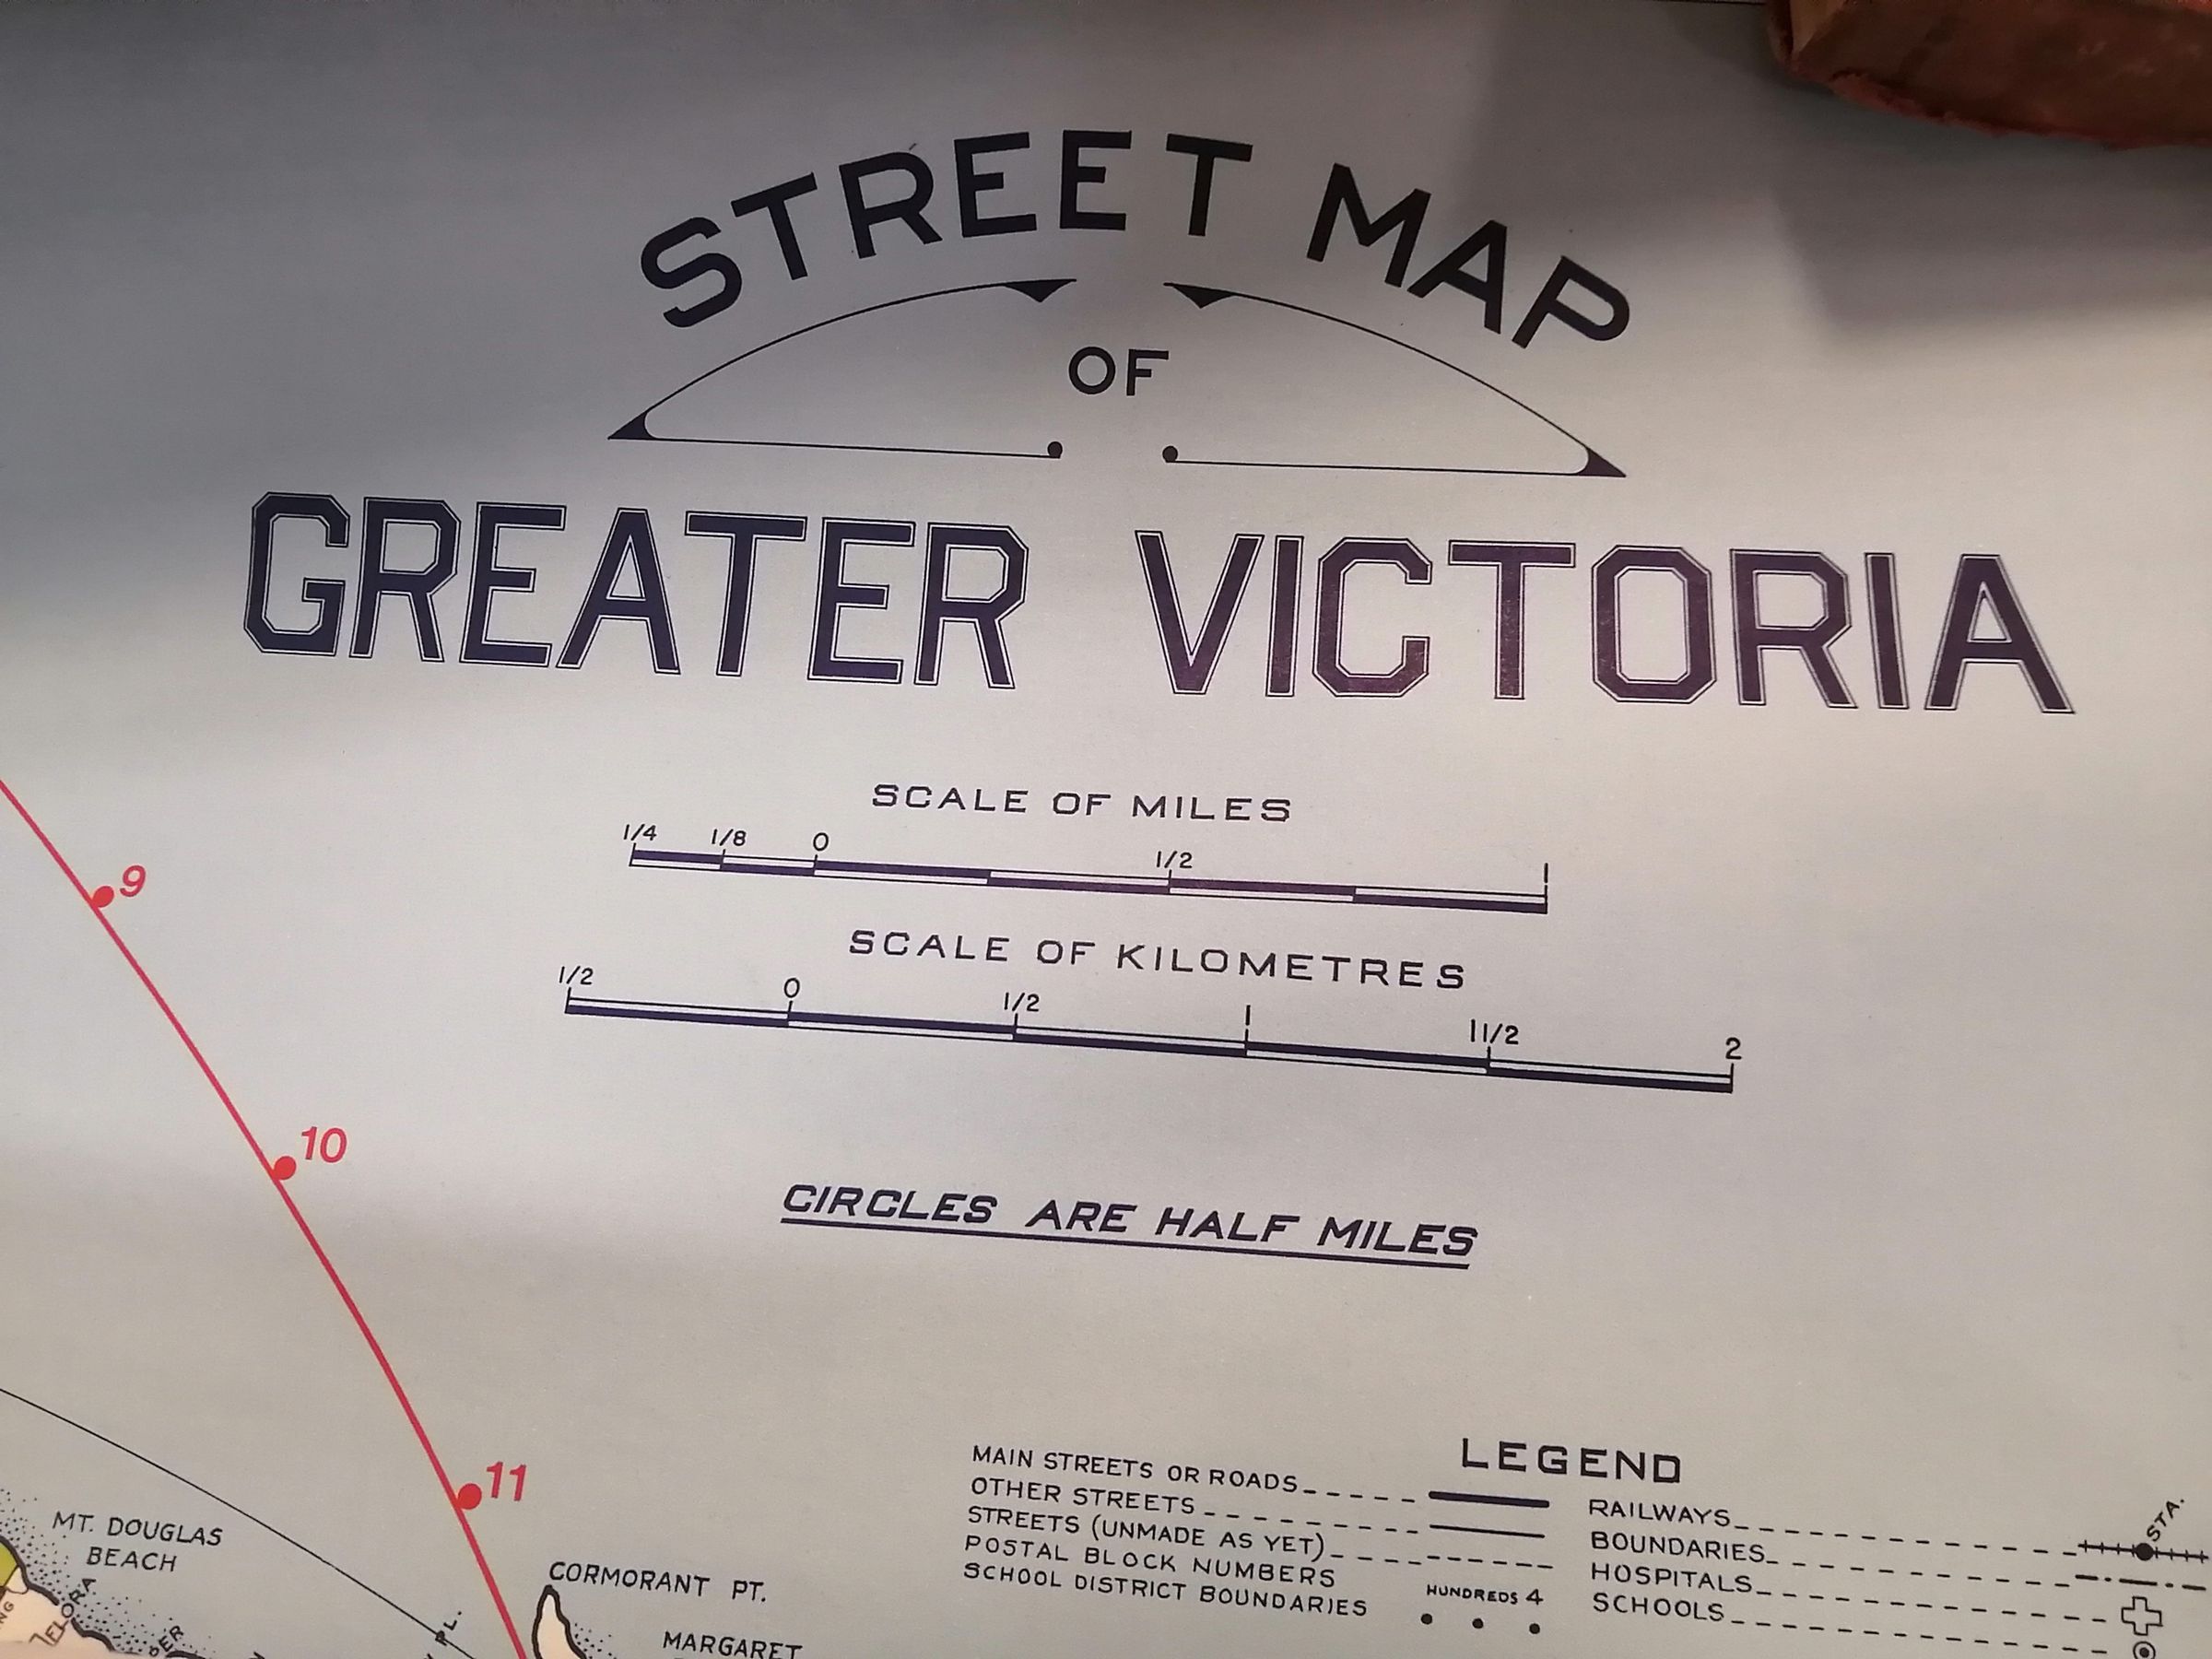 STREET MAP
OF
GREATER VICTORIA
SCALE OF MILES
1/4 1/8 0 1/2 1
SCALE OF KILOMETRES
1/2 0 1/2 1 1 1/2 2
CIRCLES ARE HALF MILES
9
10
11
LEGEND
MAIN STREETS OR ROADS
OTHER STREETS
STREETS (UNMADE AS YET)
POSTAL BLOCK NUMBERS
HUNDREDS 4
SCHOOL DISTRICT BOUNDARIES
RAILWAYS
STA.
BOUNDARIES
HOSPITALS
SCHOOLS
MT. DOUGLAS
BEACH
CORMORANT PT.
MARGARET
PL.